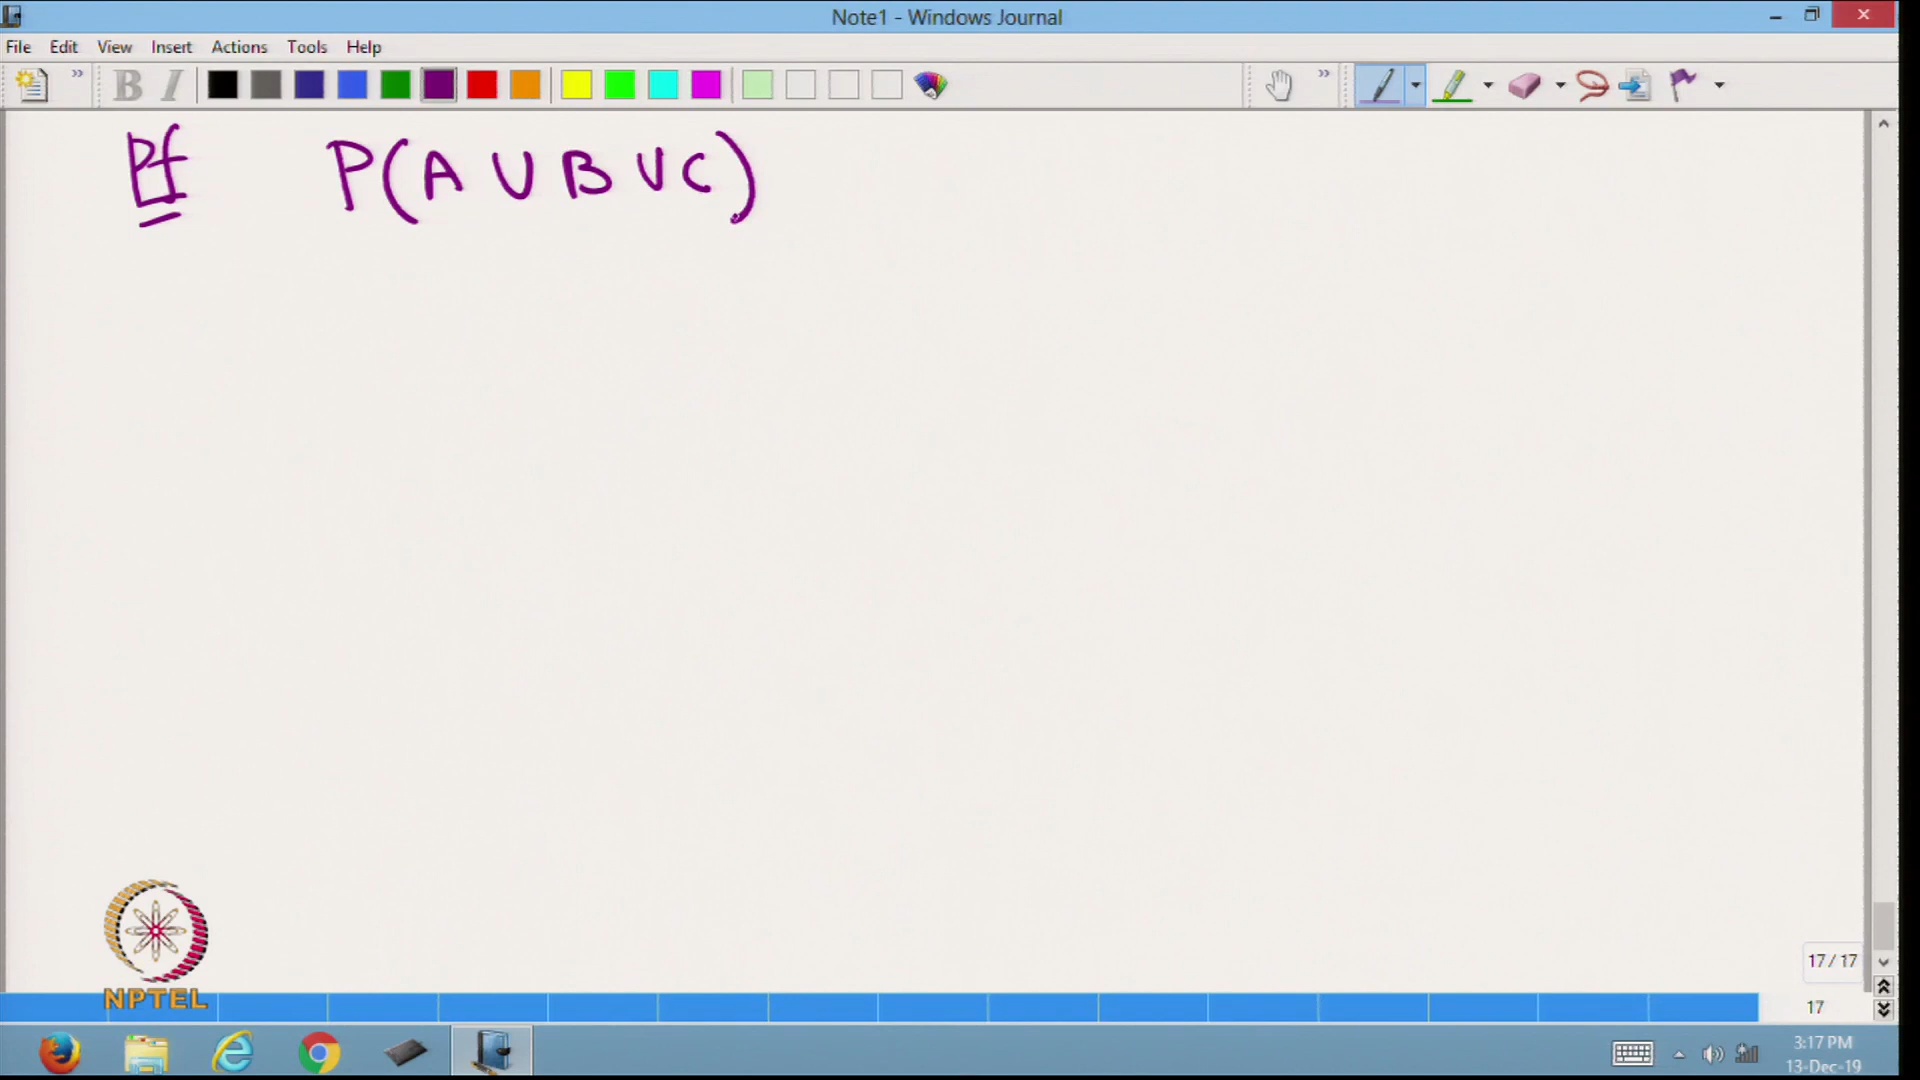 Note1 - Windows Journal
File Edit View Insert Actions Tools Help
B I
Pf P(A ∪ B ∪ C)
17 / 17
NPTEL
17
3:17 PM
13-Dec-19